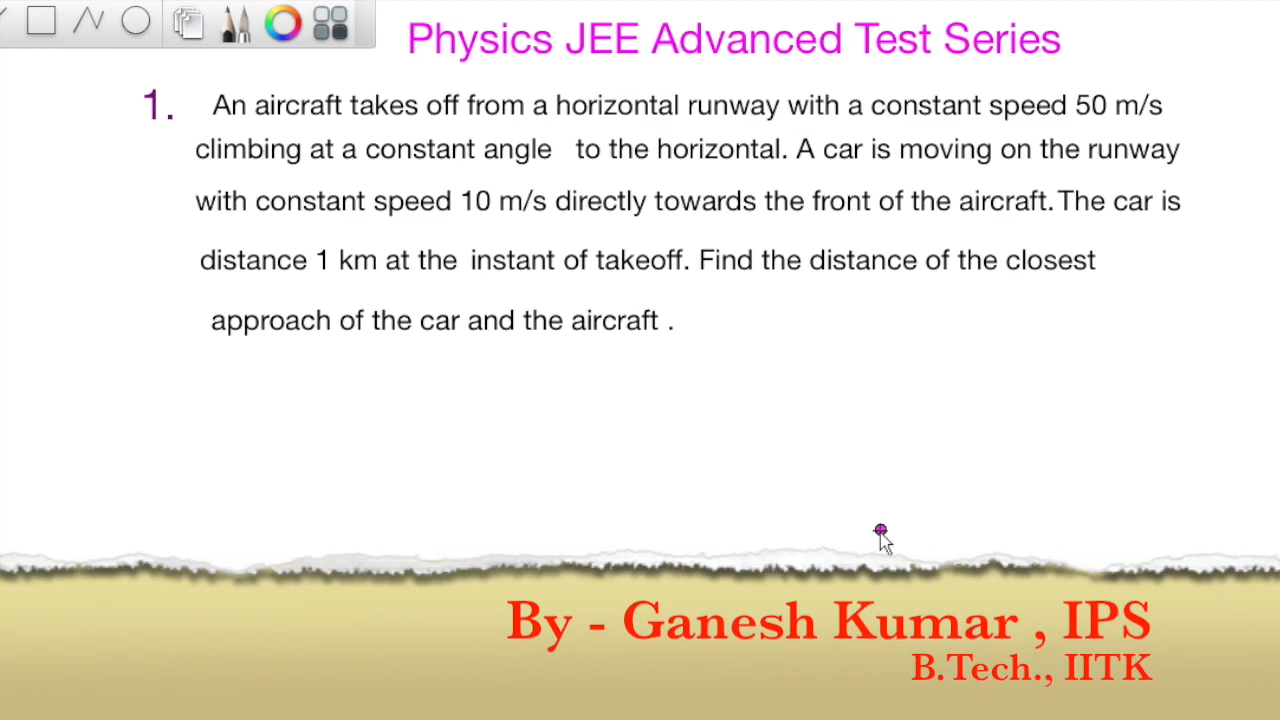 Physics JEE Advanced Test Series
1. An aircraft takes off from a horizontal runway with a constant speed 50 m/s
climbing at a constant angle to the horizontal. A car is moving on the runway
with constant speed 10 m/s directly towards the front of the aircraft. The car is
distance 1 km at the instant of takeoff. Find the distance of the closest
approach of the car and the aircraft .
By - Ganesh Kumar , IPS
B.Tech., IITK